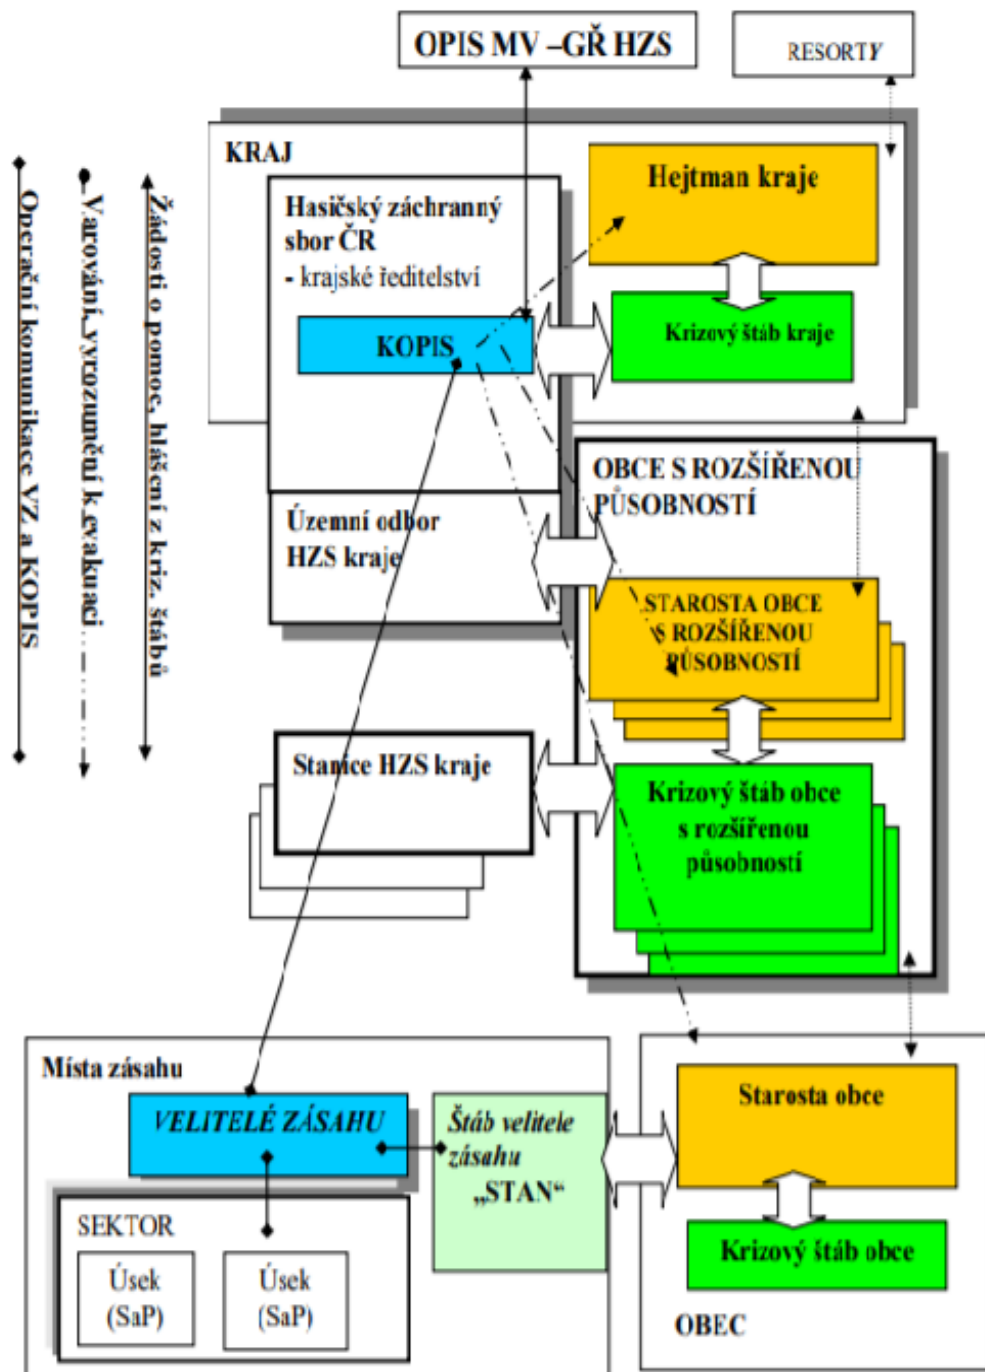 OPIS MV –GŘ HZS
RESORTY
KRAJ
Hejtman kraje
Hasičský záchranný
sbor ČR
- krajské ředitelství
KOPIS
Krizový štáb kraje
Operační komunikace VZ a KOPIS
Varování, vyrozumění k evakuaci
Žádosti o pomoc, hlášení z kriz. štábů
OBCE S ROZŠÍŘENOU
PŮSOBNOSTÍ
Územní odbor
HZS kraje
STAROSTA OBCE
S ROZŠÍŘENOU
PŮSOBNOSTÍ
Stanice HZS kraje
Krizový štáb obce
s rozšířenou
působností
Místa zásahu
VELITELÉ ZÁSAHU
Štáb velitele
zásahu
„STAN“
Starosta obce
SEKTOR
Úsek
(SaP)
Úsek
(SaP)
Krizový štáb obce
OBEC